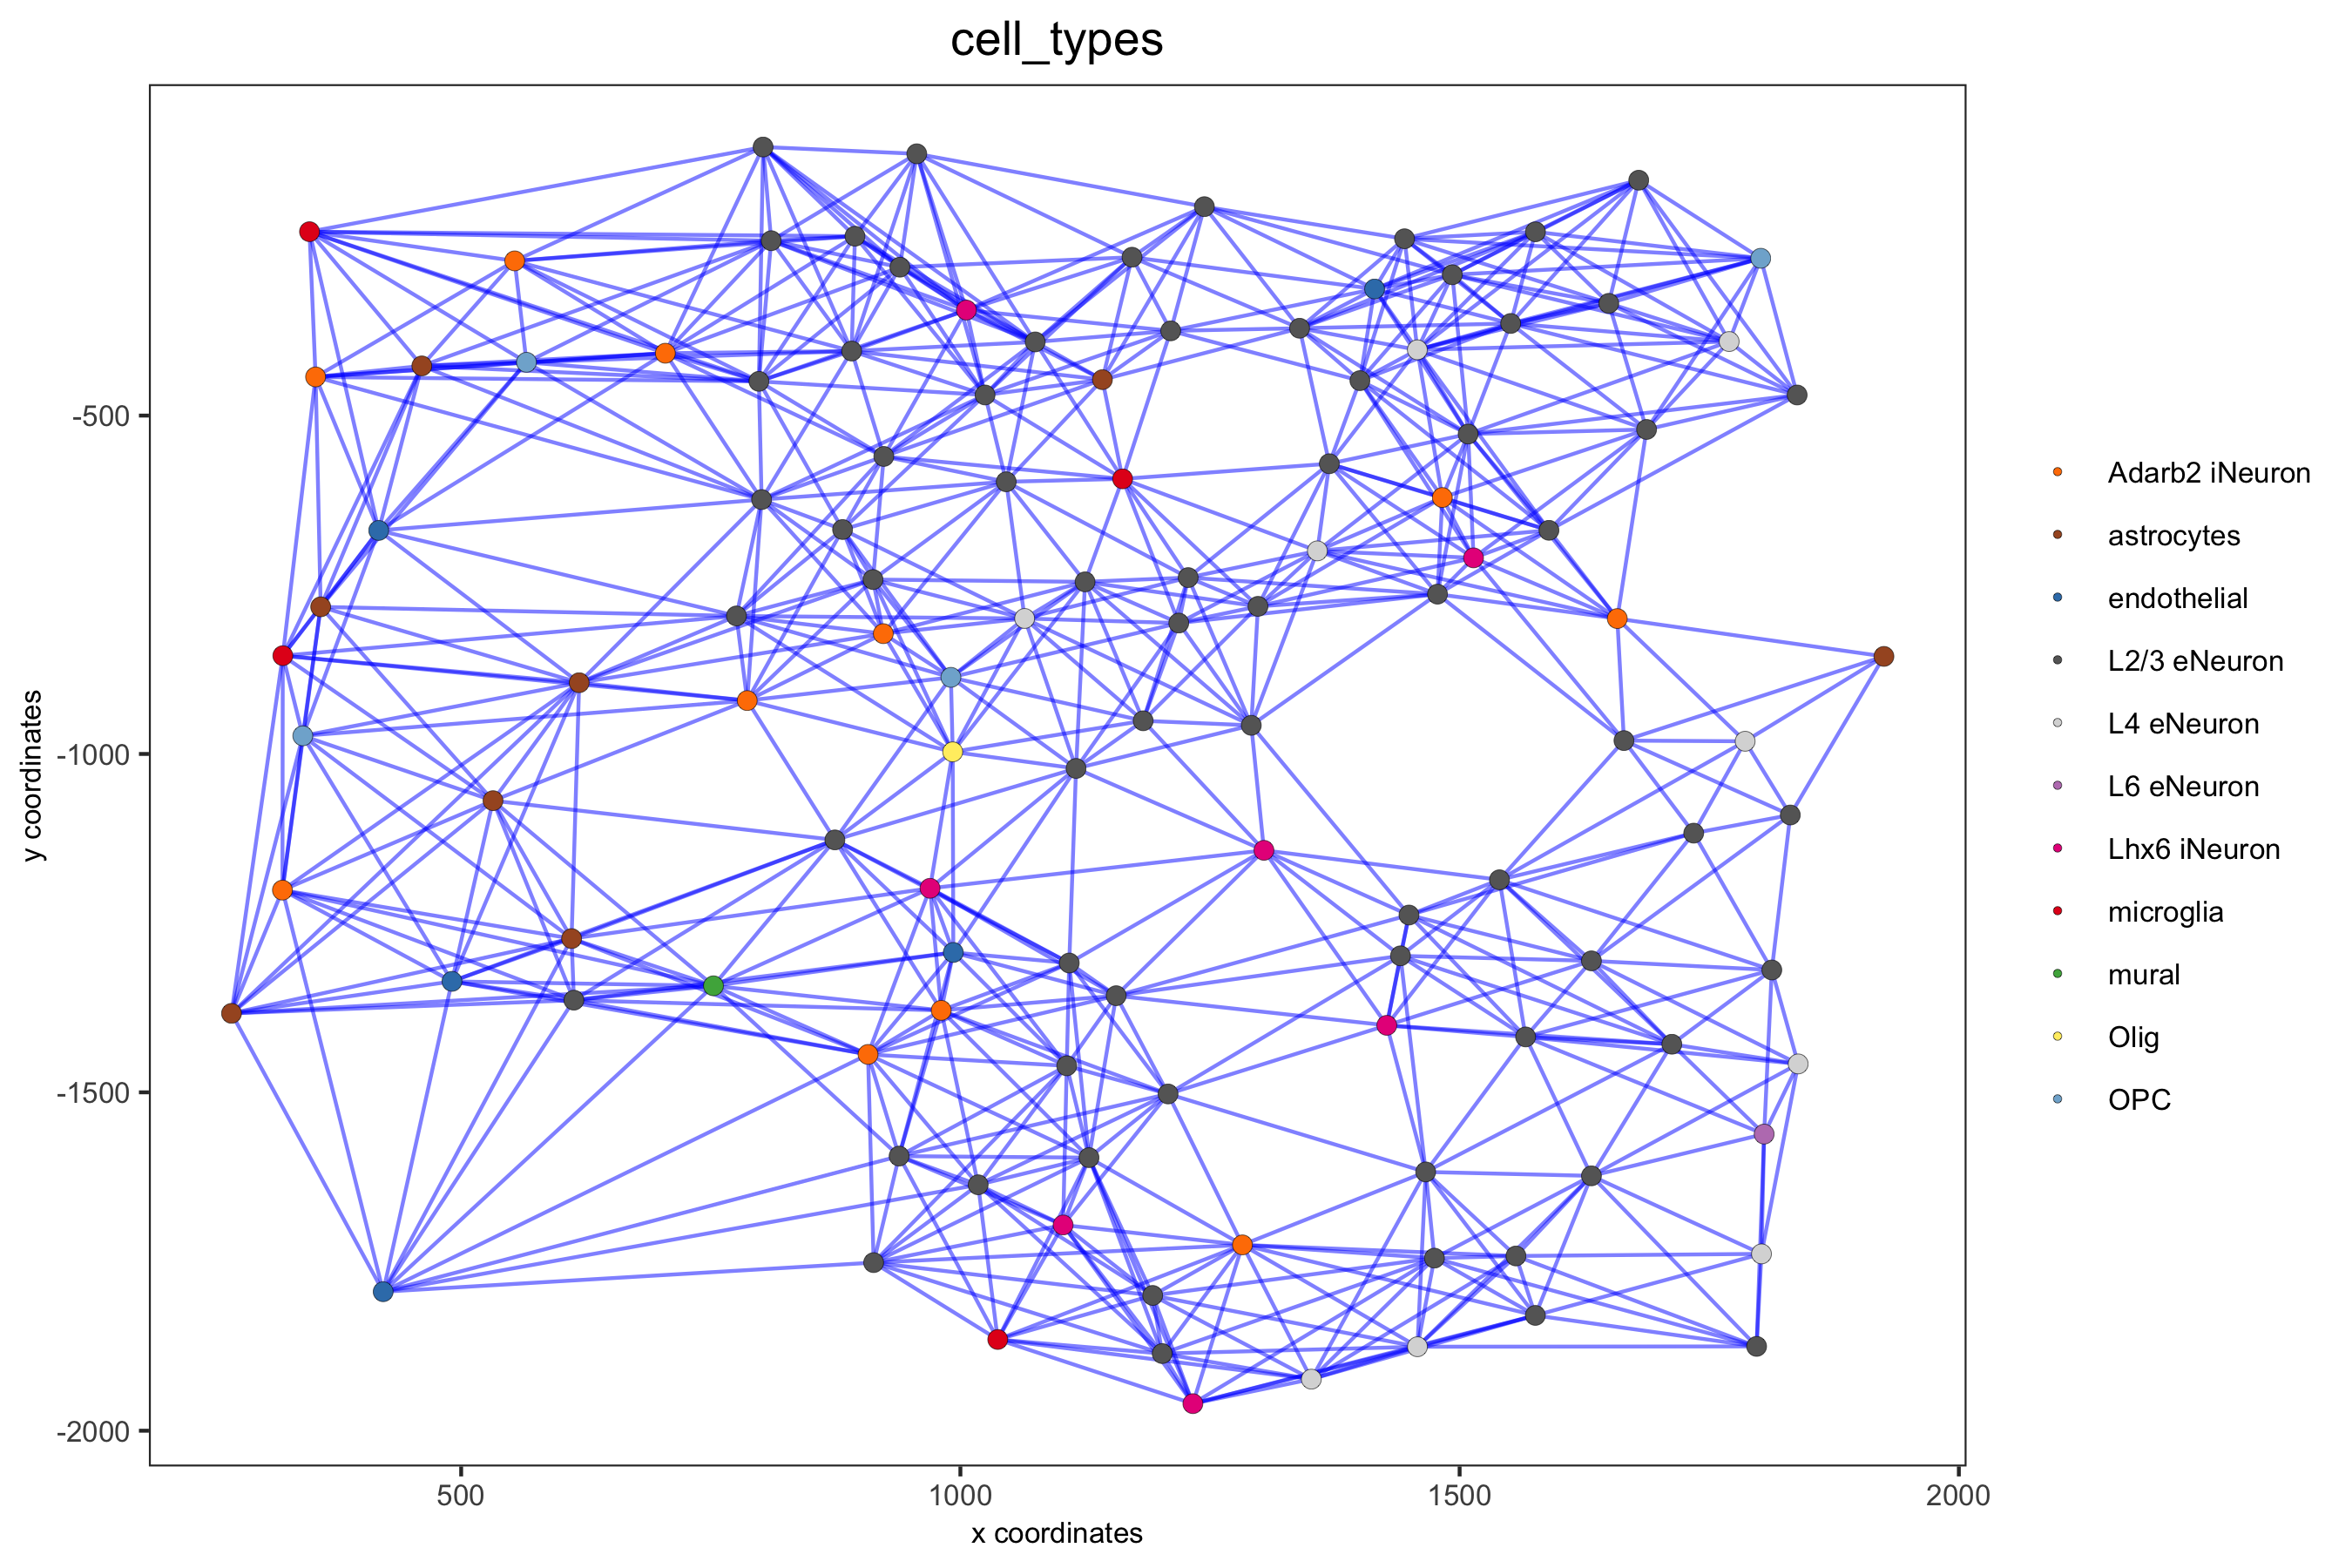 cell_types
y coordinates
-500
-1000
-1500
-2000
500
1000
1500
2000
x coordinates
Adarb2 iNeuron
astrocytes
endothelial
L2/3 eNeuron
L4 eNeuron
L6 eNeuron
Lhx6 iNeuron
microglia
mural
Olig
OPC